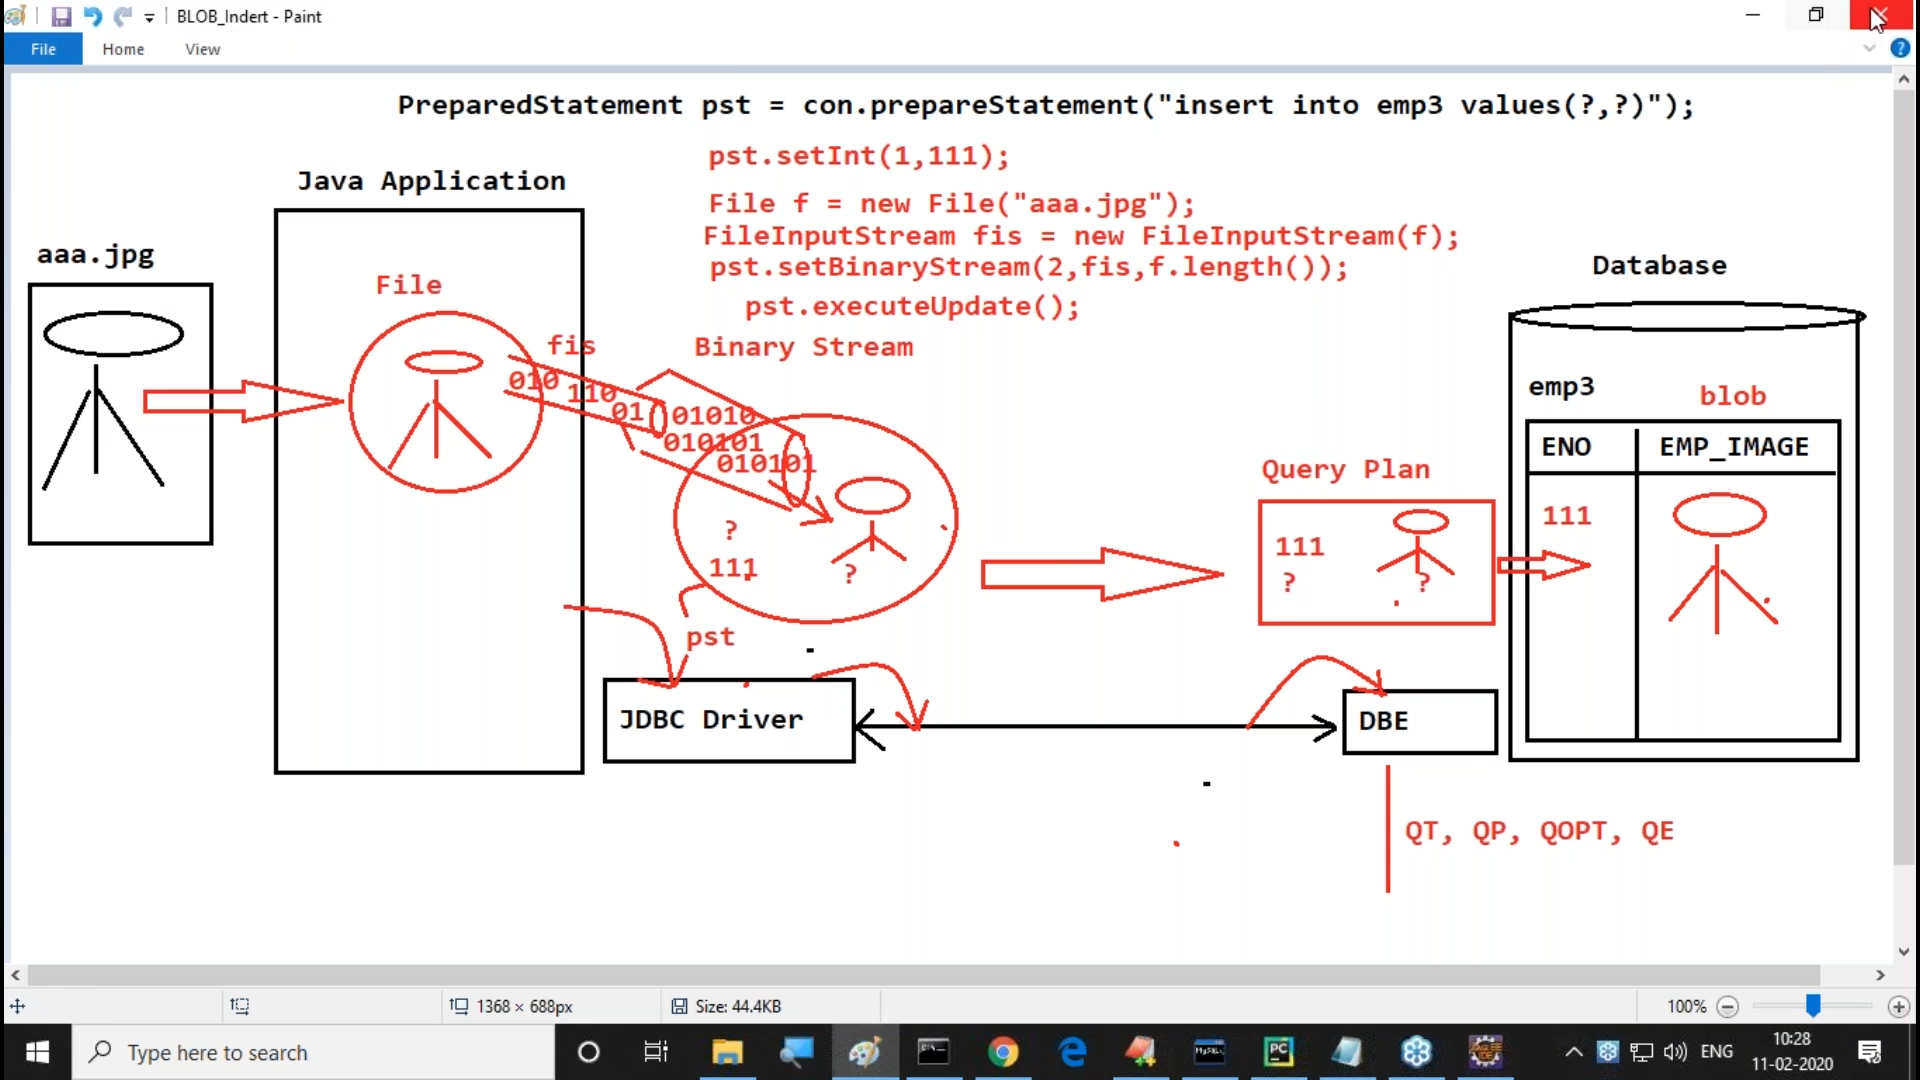 BLOB_Indert - Paint
File Home View
PreparedStatement pst = con.prepareStatement("insert into emp3 values(?,?)");
pst.setInt(1,111);
Java Application
File f = new File("aaa.jpg");
FileInputStream fis = new FileInputStream(f);
aaa.jpg
pst.setBinaryStream(2,fis,f.length());
Database
File
pst.executeUpdate();
fis
Binary Stream
010 110 01
01010
010101
010101
emp3
blob
ENO EMP_IMAGE
Query Plan
111
?
111
?
111
?
?
pst
JDBC Driver
DBE
QT, QP, QOPT, QE
1368 × 688px
Size: 44.4KB
100%
Type here to search
MySQL
PC
ENG
10:28
11-02-2020